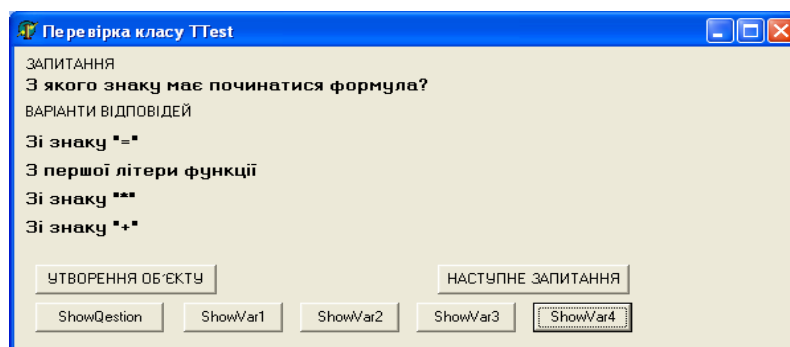 Перевірка класу TTest
ЗАПИТАННЯ
З якого знаку має починатися формула?
ВАРІАНТИ ВІДПОВІДЕЙ
Зі знаку "="
З першої літери функції
Зі знаку "*"
Зі знаку "+"
УТВОРЕННЯ ОБ'ЄКТУ НАСТУПНЕ ЗАПИТАННЯ
ShowQestion ShowVar1 ShowVar2 ShowVar3 ShowVar4